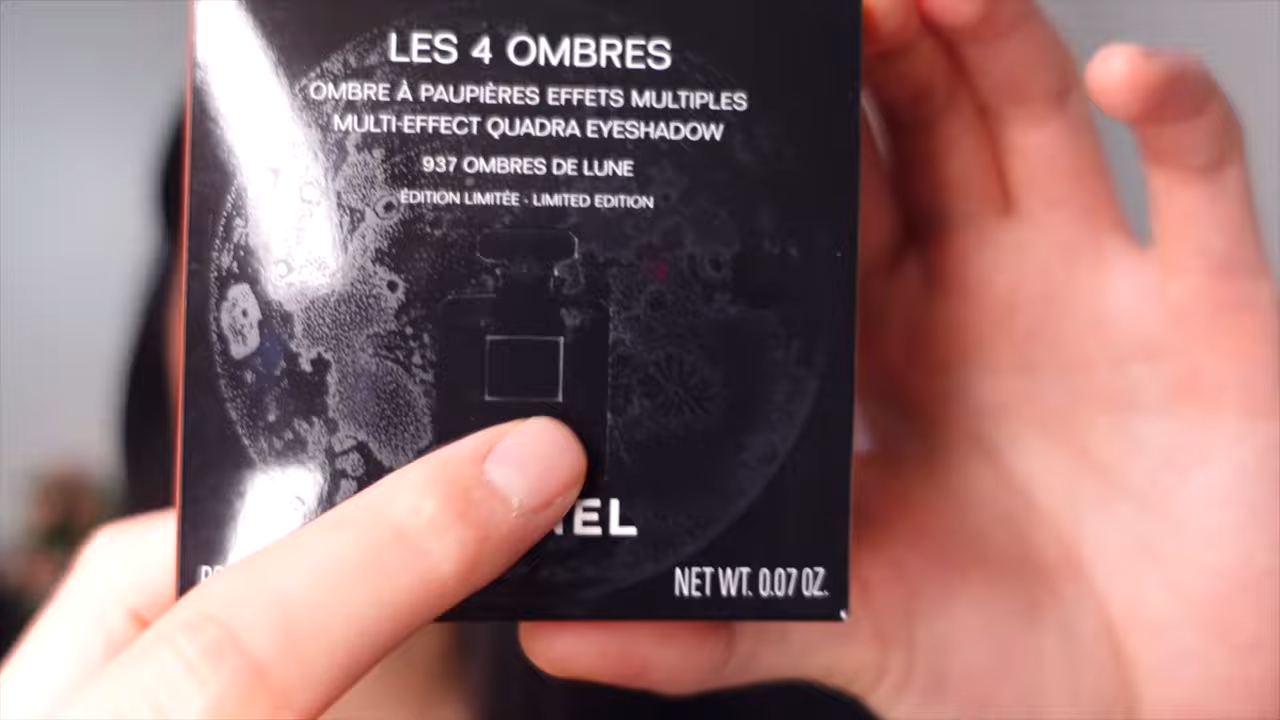 LES 4 OMBRES
OMBRE À PAUPIÈRES EFFETS MULTIPLES
MULTI-EFFECT QUADRA EYESHADOW
937 OMBRES DE LUNE
ÉDITION LIMITÉE - LIMITED EDITION
NEL
NET WT. 0.07 OZ.